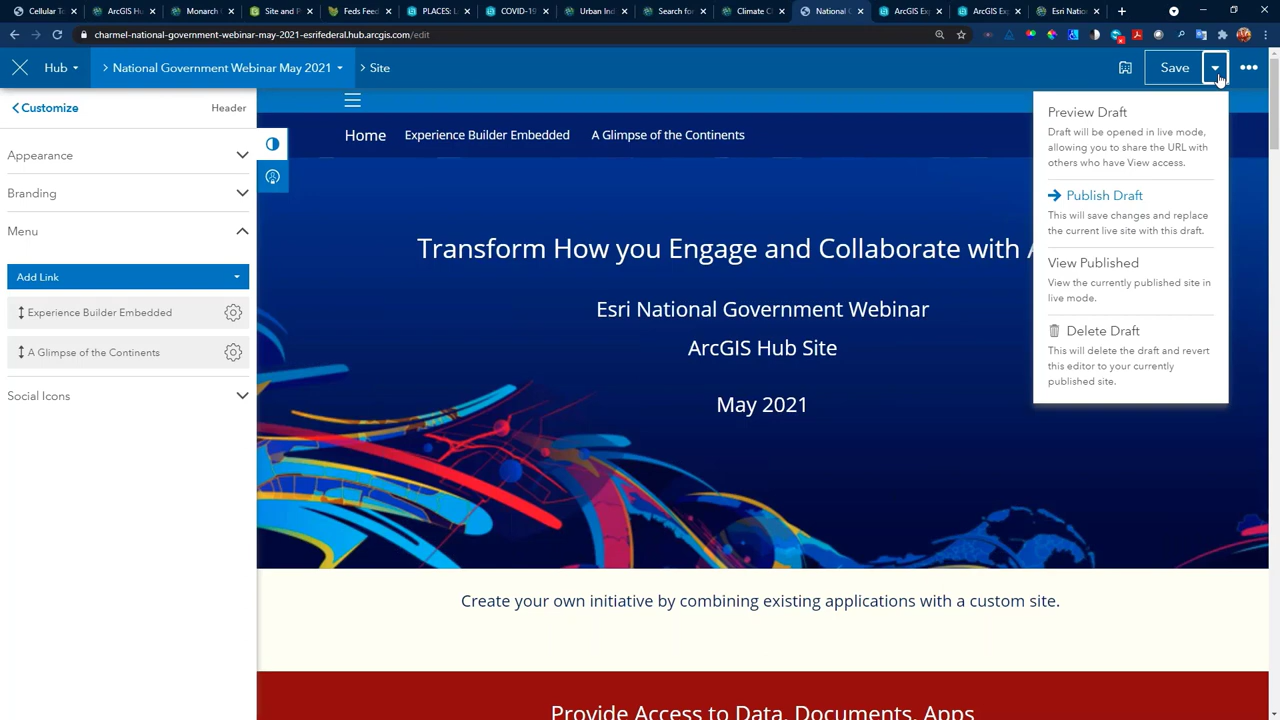 Cellular To
ArcGIS Hu
Monarch C
Site and P
Feds Feed
PLACES: L
COVID-19
Urban Ind
Search for
Climate C
National G
ArcGIS Ex
ArcGIS Ex
Esri Natio
charmel-national-government-webinar-may-2021-esrifederal.hub.arcgis.com/edit
Hub
National Government Webinar May 2021
Site
Save
Customize
Header
Appearance
Branding
Menu
Add Link
Experience Builder Embedded
A Glimpse of the Continents
Social Icons
Home
Experience Builder Embedded
A Glimpse of the Continents
Transform How you Engage and Collaborate with A
Esri National Government Webinar
ArcGIS Hub Site
May 2021
Create your own initiative by combining existing applications with a custom site.
Provide Access to Data, Documents, Apps
Preview Draft
Draft will be opened in live mode,
allowing you to share the URL with
others who have View access.
Publish Draft
This will save changes and replace
the current live site with this draft.
View Published
View the currently published site in
live mode.
Delete Draft
This will delete the draft and revert
this editor to your currently
published site.